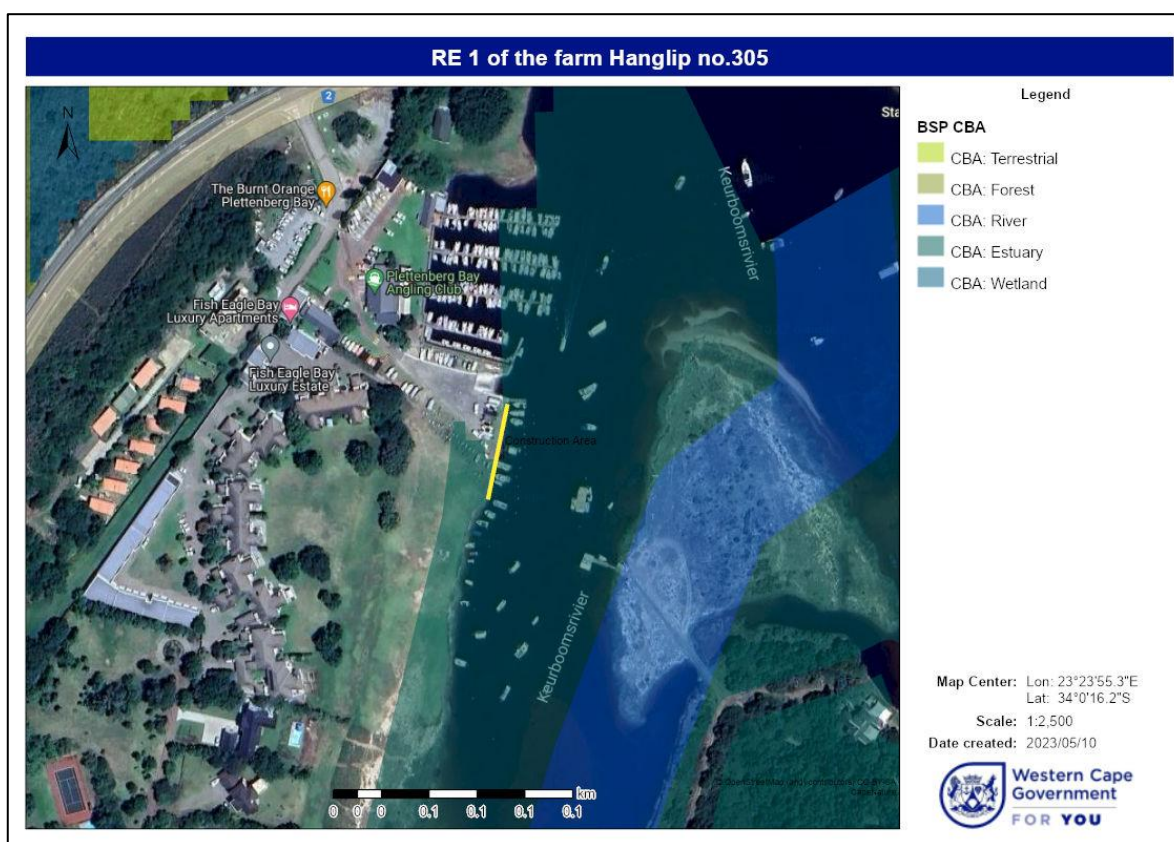 RE 1 of the farm Hanglip no.305
N
2
Sta
The Burnt Orange
Plettenberg Bay
Plettenberg Bay
Angling Club
Fish Eagle Bay
Luxury Apartments
Fish Eagle Bay
Luxury Estate
Construction Area
Keurboomsrivier
Keurboomsrivier
km
0 0 0.1 0.1 0.1 0.1
Legend
BSP CBA
CBA: Terrestrial
CBA: Forest
CBA: River
CBA: Estuary
CBA: Wetland
Map Center: Lon: 23°23'55.3"E
Lat: 34°0'16.2"S
Scale: 1:2,500
Date created: 2023/05/10
Western Cape
Government
FOR YOU